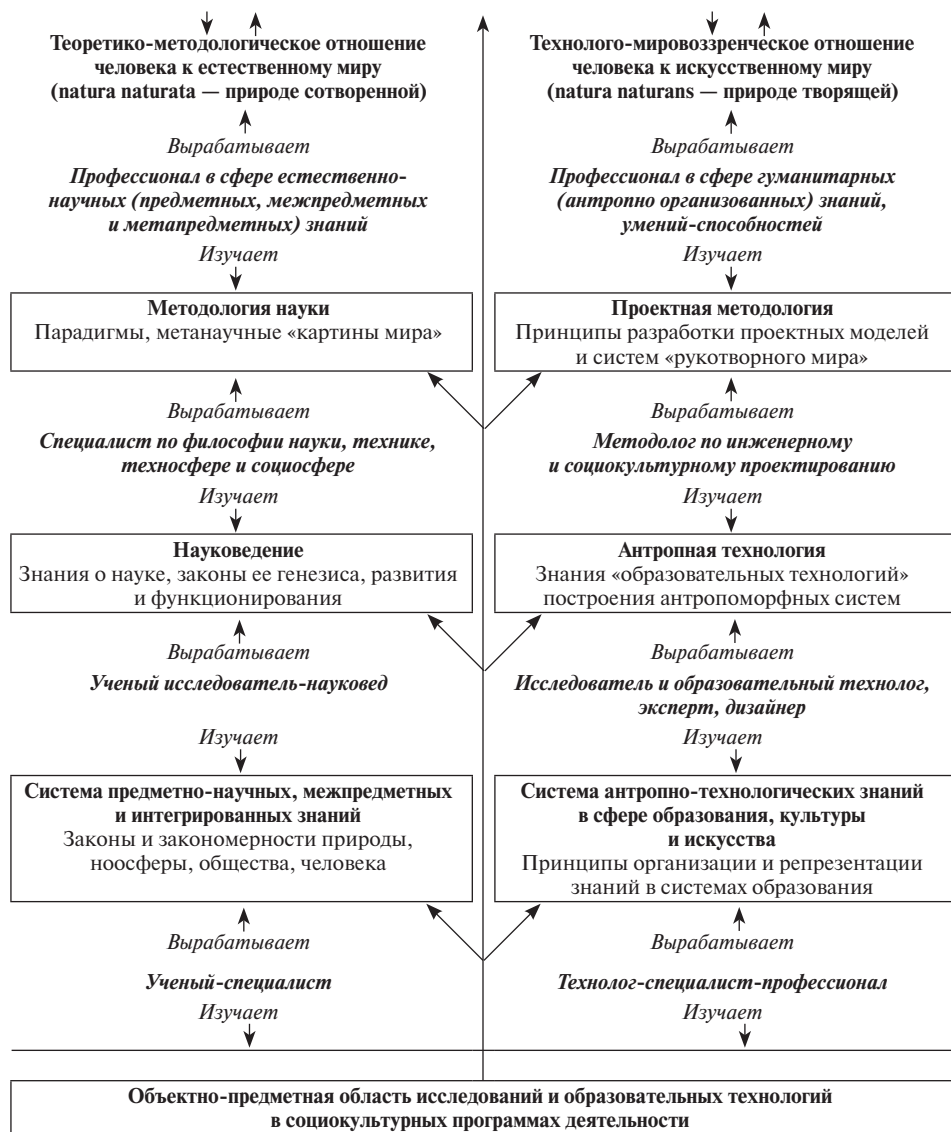 Теоретико-методологическое отношение
человека к естественному миру
(natura naturata — природе сотворенной)
Вырабатывает
Профессионал в сфере естественно-
научных (предметных, межпредметных
и метапредметных) знаний
Изучает
Методология науки
Парадигмы, метанаучные «картины мира»
Вырабатывает
Специалист по философии науки, технике,
техносфере и социосфере
Изучает
Науковедение
Знания о науке, законы ее генезиса, развития
и функционирования
Вырабатывает
Ученый исследователь-науковед
Изучает
Система предметно-научных, межпредметных
и интегрированных знаний
Законы и закономерности природы,
ноосферы, общества, человека
Вырабатывает
Ученый-специалист
Изучает
Технолого-мировоззренческое отношение
человека к искусственному миру
(natura naturans — природе творящей)
Вырабатывает
Профессионал в сфере гуманитарных
(антропно организованных) знаний,
умений-способностей
Изучает
Проектная методология
Принципы разработки проектных моделей
и систем «рукотворного мира»
Вырабатывает
Методолог по инженерному
и социокультурному проектированию
Изучает
Антропная технология
Знания «образовательных технологий»
построения антропоморфных систем
Вырабатывает
Исследователь и образовательный технолог,
эксперт, дизайнер
Изучает
Система антропно-технологических знаний
в сфере образования, культуры
и искусства
Принципы организации и репрезентации
знаний в системах образования
Вырабатывает
Технолог-специалист-профессионал
Изучает
Объектно-предметная область исследований и образовательных технологий
в социокультурных программах деятельности